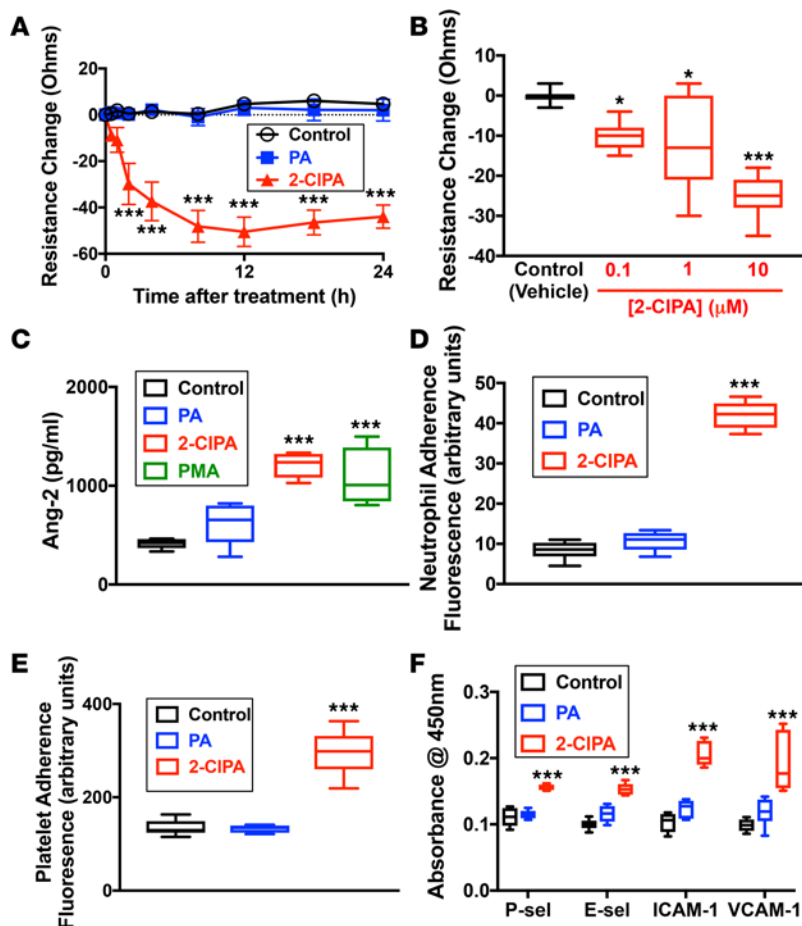 A
Resistance Change (Ohms)
20
0
-20
-40
-60
Control
PA
2-ClPA
***
***
***
***
***
***
0
12
24
Time after treatment (h)
B
Resistance Change (Ohms)
10
0
-10
-20
-30
-40
*
*
***
Control
(Vehicle)
0.1
1
10
[2-ClPA] (μM)
C
Ang-2 (pg/ml)
2000
1000
0
Control
PA
2-ClPA
PMA
***
***
D
Neutrophil Adherence
Fluorescence (arbitrary units)
50
40
30
20
10
0
Control
PA
2-ClPA
***
E
Platelet Adherence
Fluoresence (arbitrary units)
400
200
0
Control
PA
2-ClPA
***
F
Absorbance @ 450nm
0.3
0.2
0.1
0.0
Control
PA
2-ClPA
***
***
***
***
P-sel
E-sel
ICAM-1
VCAM-1